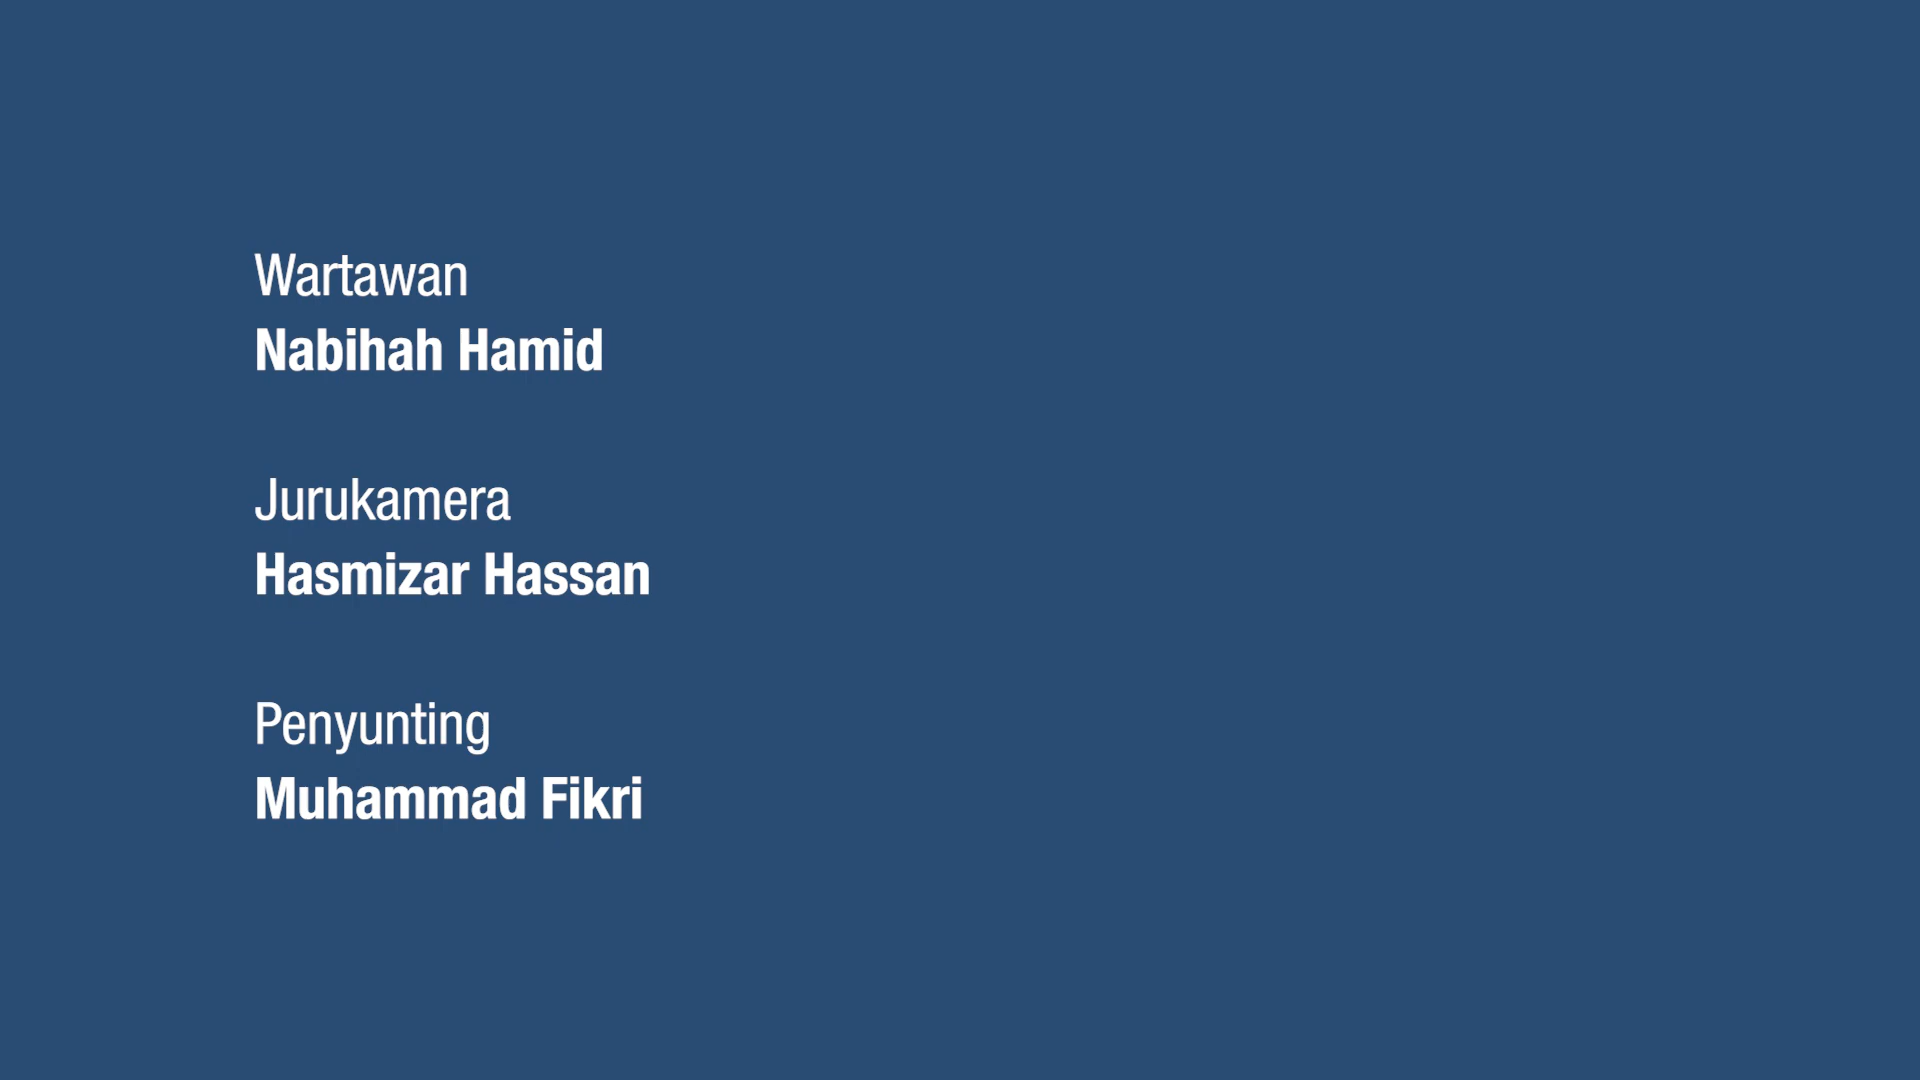 Wartawan
Nabihah Hamid
Jurukamera
Hasmizar Hassan
Penyunting
Muhammad Fikri